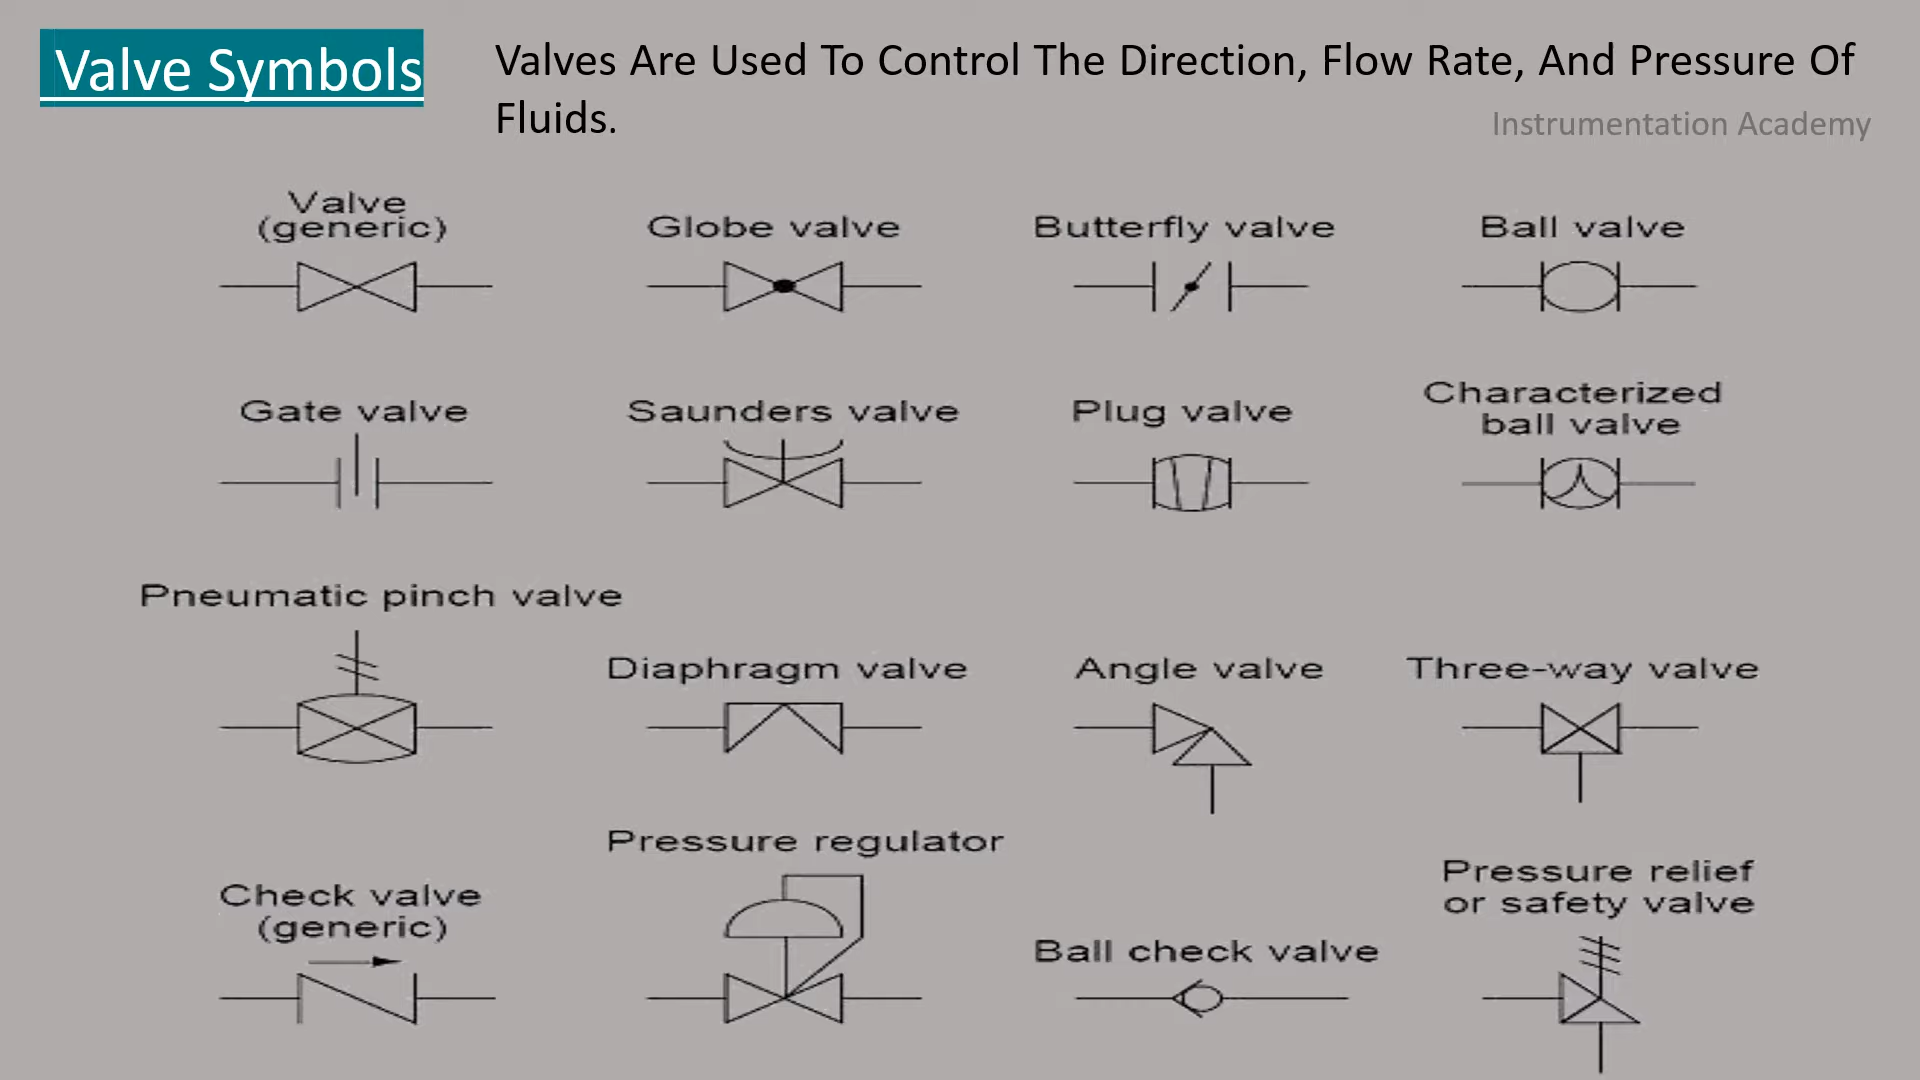 Valve Symbols
Valves Are Used To Control The Direction, Flow Rate, And Pressure Of
Fluids.
Instrumentation Academy
Valve
(generic)
Globe valve
Butterfly valve
Ball valve
Gate valve
Saunders valve
Plug valve
Characterized
ball valve
Pneumatic pinch valve
Diaphragm valve
Angle valve
Three-way valve
Check valve
(generic)
Pressure regulator
Ball check valve
Pressure relief
or safety valve